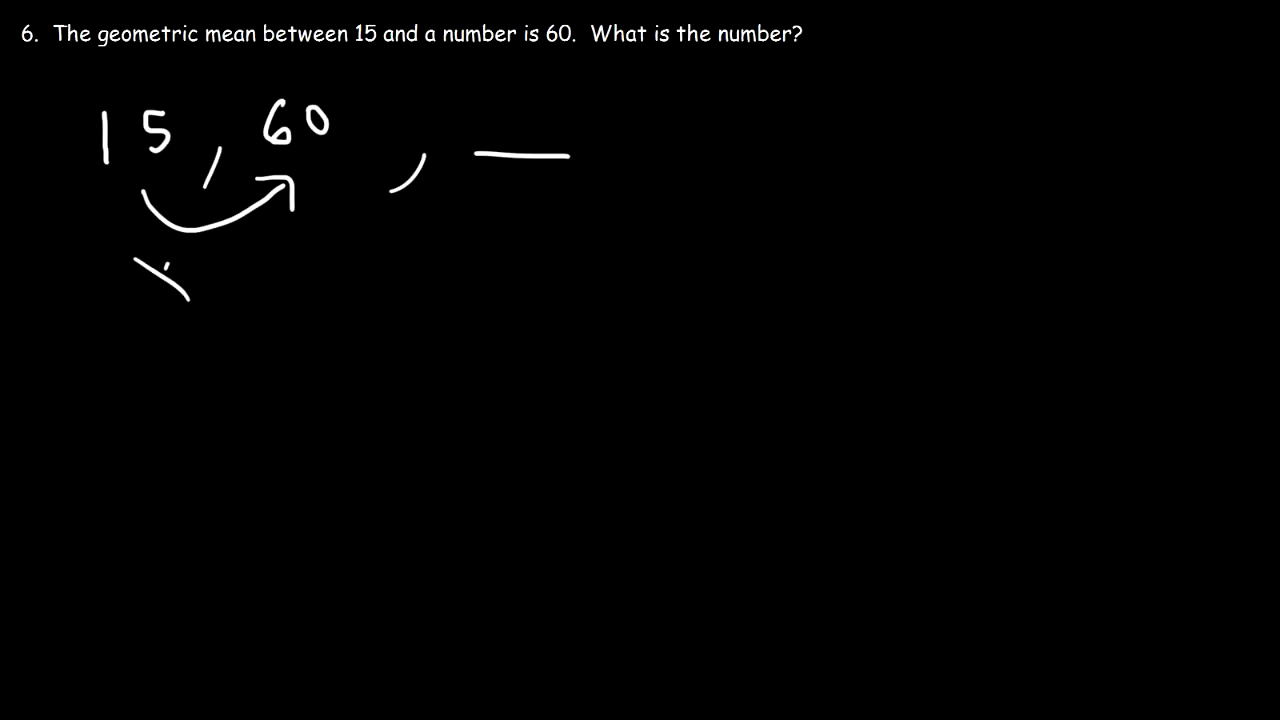 6. The geometric mean between 15 and a number is 60. What is the number?
15, 60, __